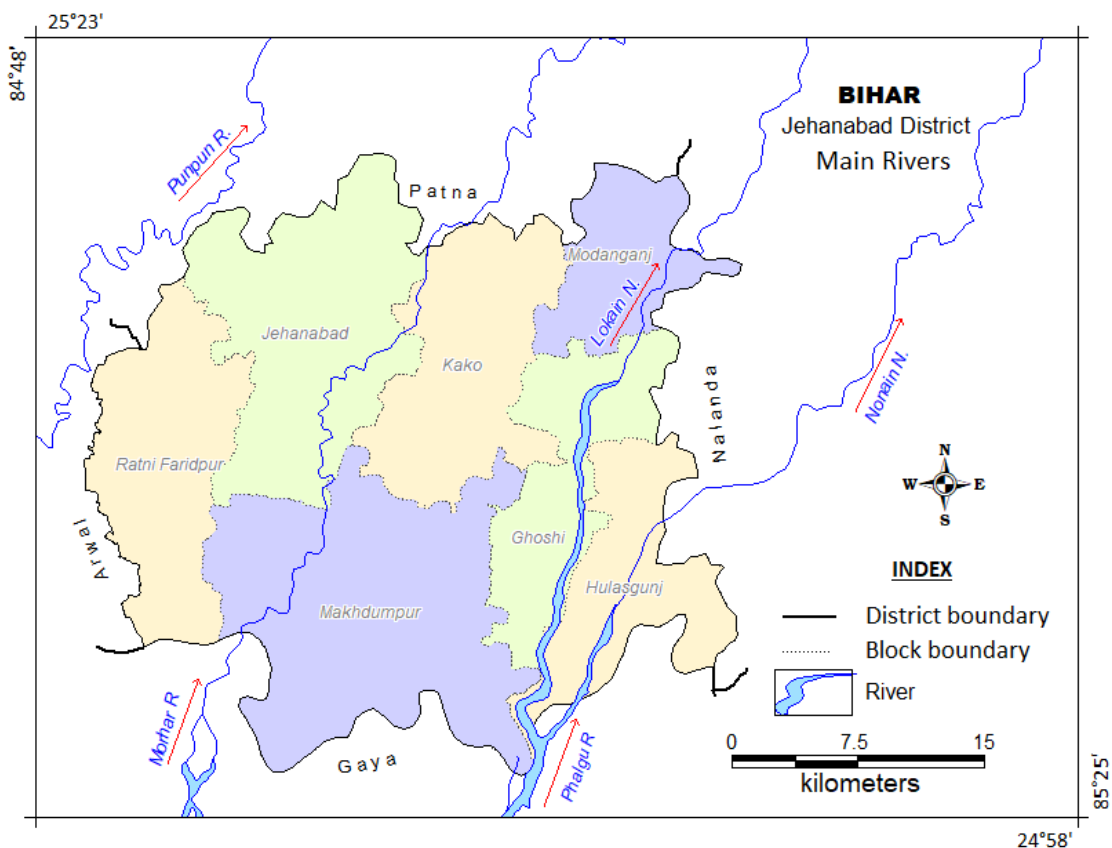 25°23'
84°48'
BIHAR
Jehanabad District
Main Rivers
Punpun R.
Patna
Modanganj
Lokain N.
Jehanabad
Kako
Nonain N.
Nalanda
Ratni Faridpur
N
W E
S
Arwal
Ghoshi
Hulasgunj
Makhdumpur
INDEX
District boundary
Block boundary
River
Morhar R
Gaya
Phalgu R
0 7.5 15
kilometers
85°25'
24°58'